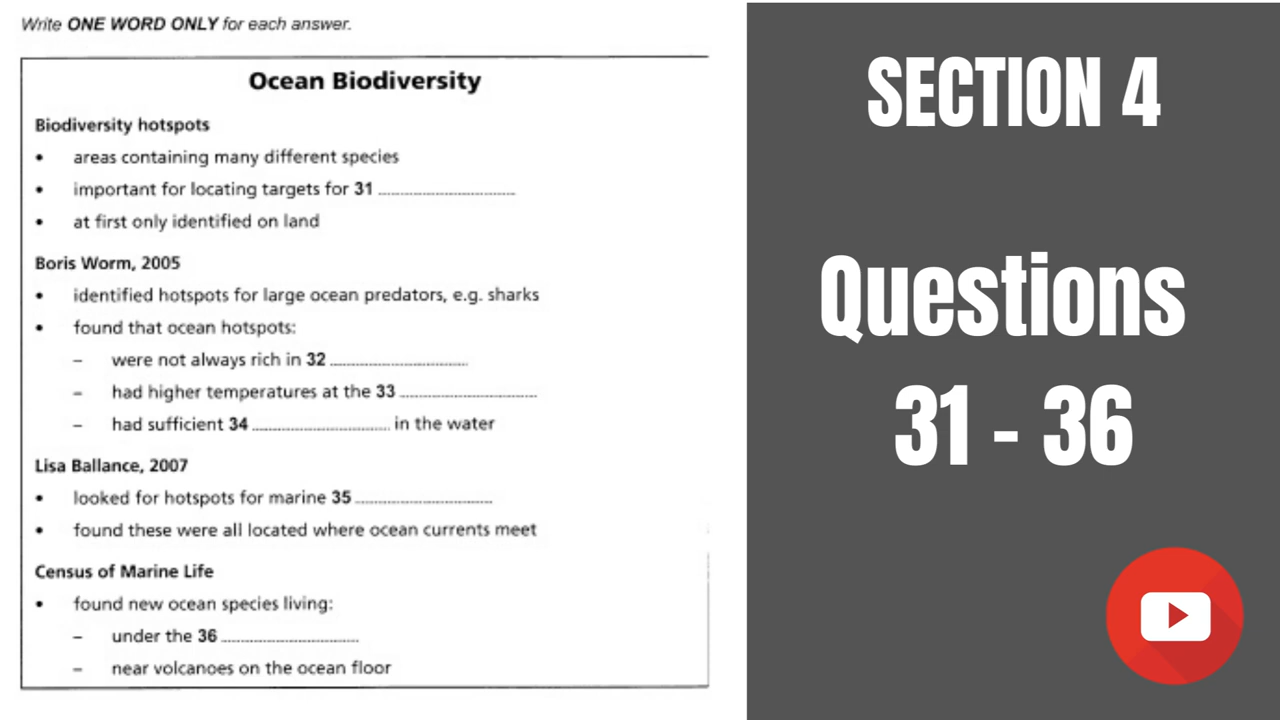 Write ONE WORD ONLY for each answer.
Ocean Biodiversity
Biodiversity hotspots
• areas containing many different species
• important for locating targets for 31 ..............................
• at first only identified on land
Boris Worm, 2005
• identified hotspots for large ocean predators, e.g. sharks
• found that ocean hotspots:
– were not always rich in 32 ..............................
– had higher temperatures at the 33 ..............................
– had sufficient 34 .............................. in the water
Lisa Ballance, 2007
• looked for hotspots for marine 35 ..............................
• found these were all located where ocean currents meet
Census of Marine Life
• found new ocean species living:
– under the 36 ..............................
– near volcanoes on the ocean floor
SECTION 4
Questions
31 - 36